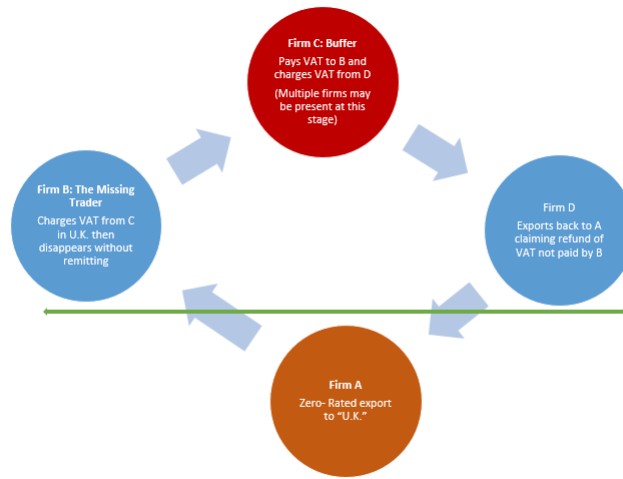 Firm C: Buffer
Pays VAT to B and
charges VAT from D
(Multiple firms may
be present at this
stage)
Firm B: The Missing
Trader
Charges VAT from C
in U.K. then
disappears without
remitting
Firm D
Exports back to A
claiming refund of
VAT not paid by B
Firm A
Zero- Rated export
to “U.K.”